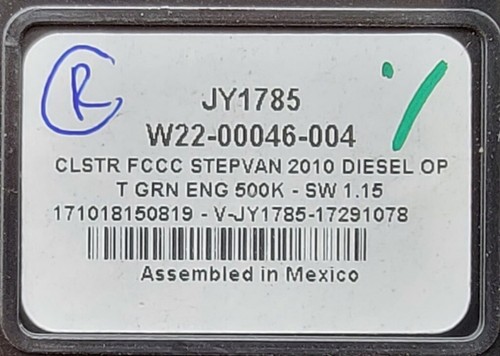 R
JY1785
W22-00046-004
CLSTR FCCC STEPVAN 2010 DIESEL OP
T GRN ENG 500K - SW 1.15
171018150819 - V-JY1785-17291078
Assembled in Mexico